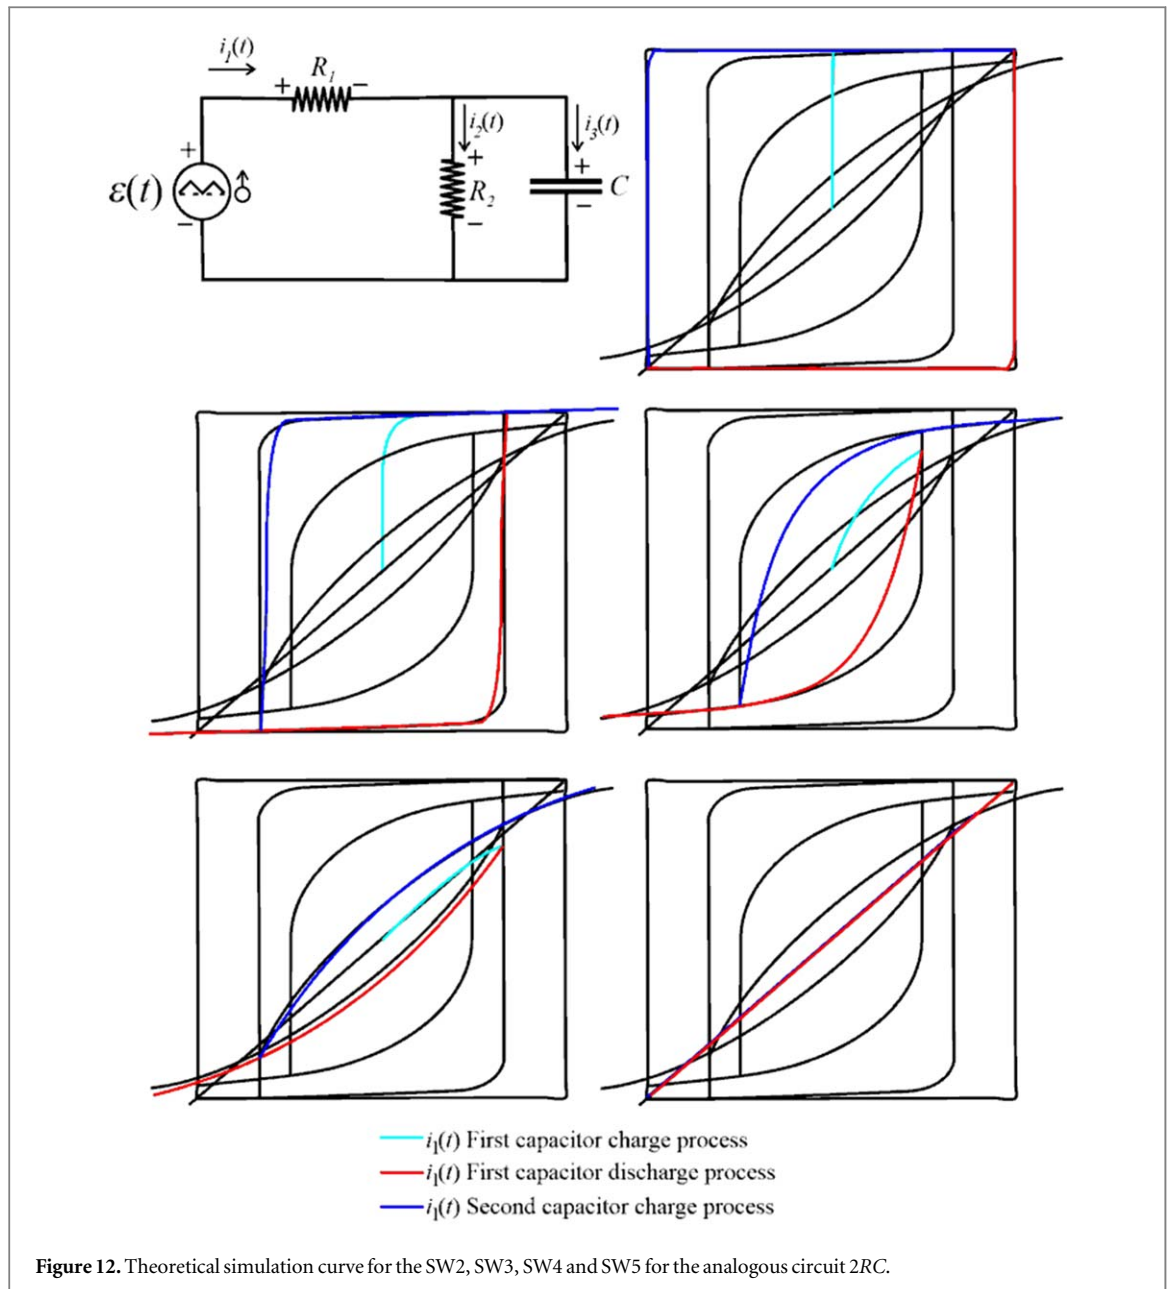 i1(t)
+ R1 −
i2(t)
i3(t)
+
ε(t)
−
+
R2
−
+
C
−
i1(t) First capacitor charge process
i1(t) First capacitor discharge process
i1(t) Second capacitor charge process
Figure 12. Theoretical simulation curve for the SW2, SW3, SW4 and SW5 for the analogous circuit 2RC.